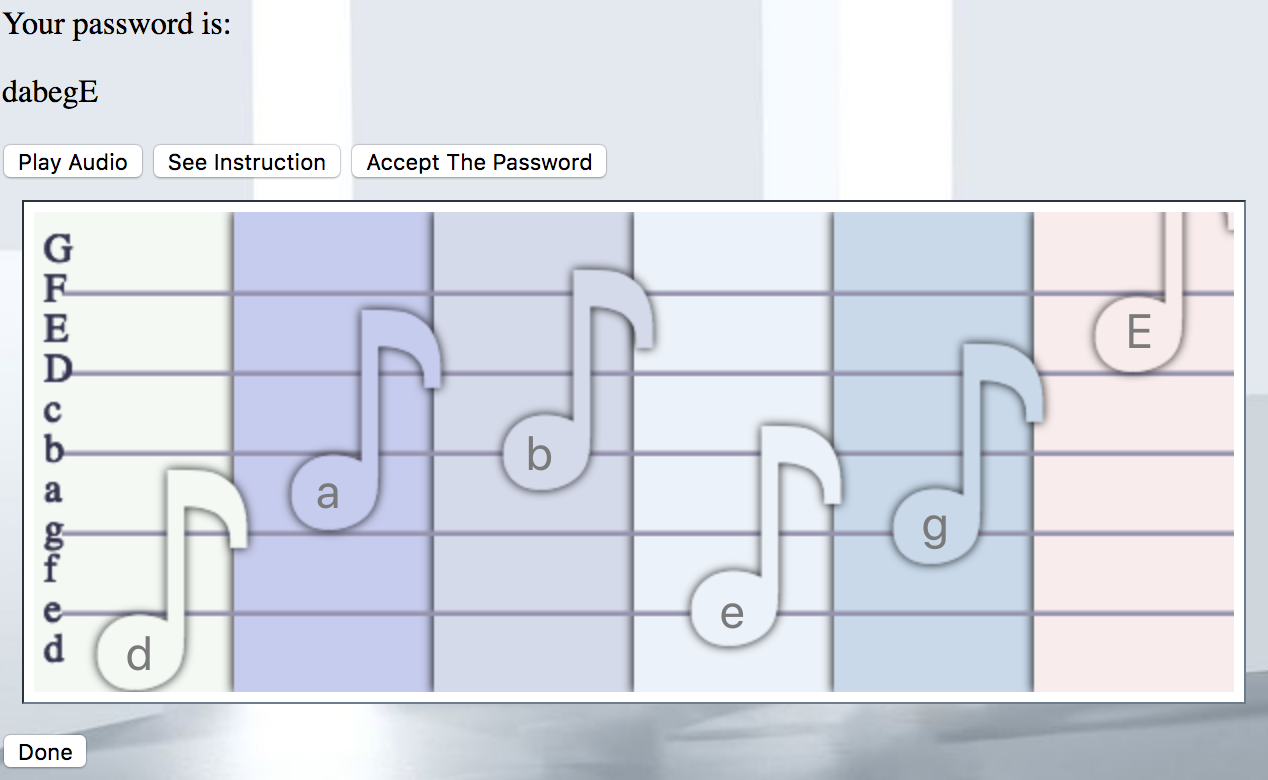 Your password is:
dabegE
Play Audio See Instruction Accept The Password
G
F
E
D
c
b
a
g
f
e
d
d a b e g E
Done